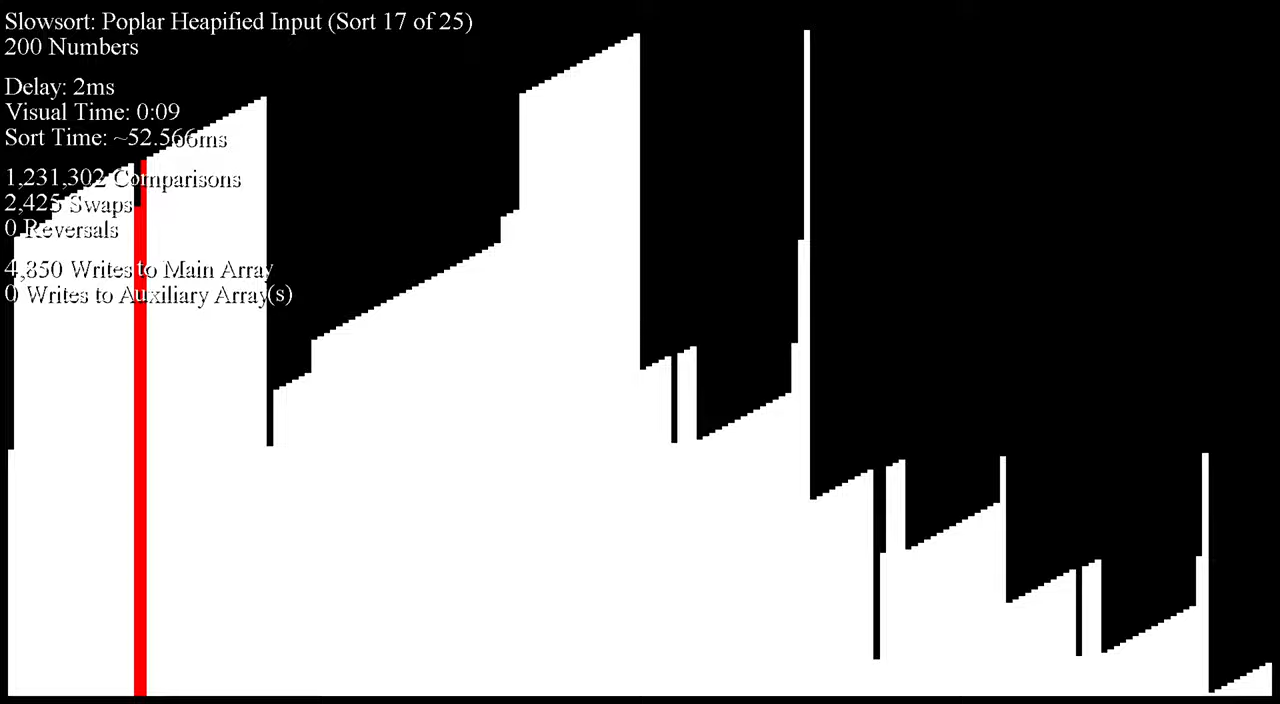 Slowsort: Poplar Heapified Input (Sort 17 of 25)
200 Numbers
Delay: 2ms
Visual Time: 0:09
Sort Time: ~52.566ms
1,231,302 Comparisons
2,425 Swaps
0 Reversals
4,850 Writes to Main Array
0 Writes to Auxiliary Array(s)